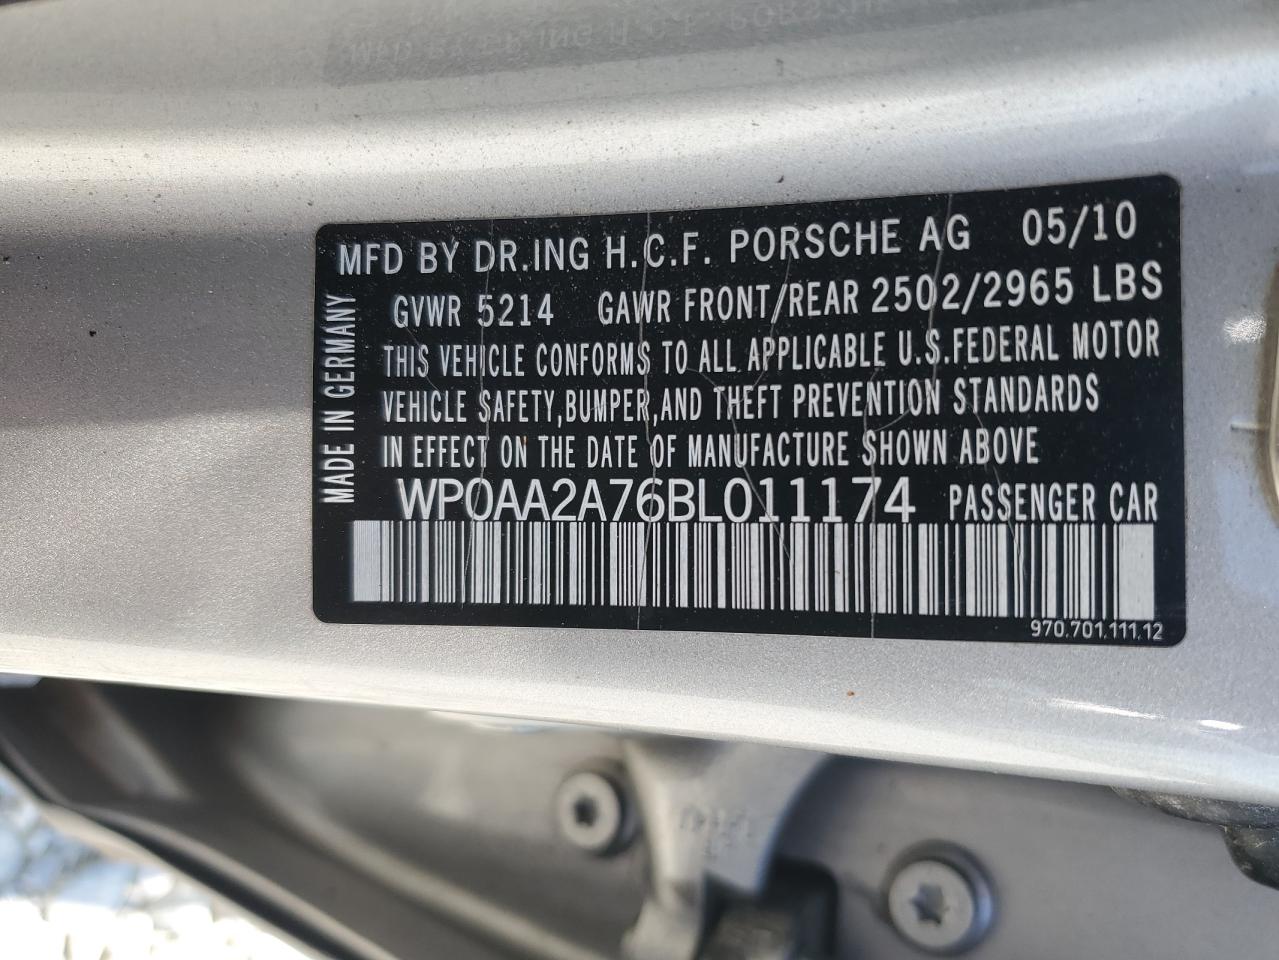 MFD BY DR.ING H.C.F. PORSCHE AG 05/10
GVWR 5214 GAWR FRONT/REAR 2502/2965 LBS
THIS VEHICLE CONFORMS TO ALL APPLICABLE U.S.FEDERAL MOTOR
VEHICLE SAFETY,BUMPER,AND THEFT PREVENTION STANDARDS
IN EFFECT ON THE DATE OF MANUFACTURE SHOWN ABOVE
WP0AA2A76BL011174 PASSENGER CAR
970.701.111.12
MADE IN GERMANY